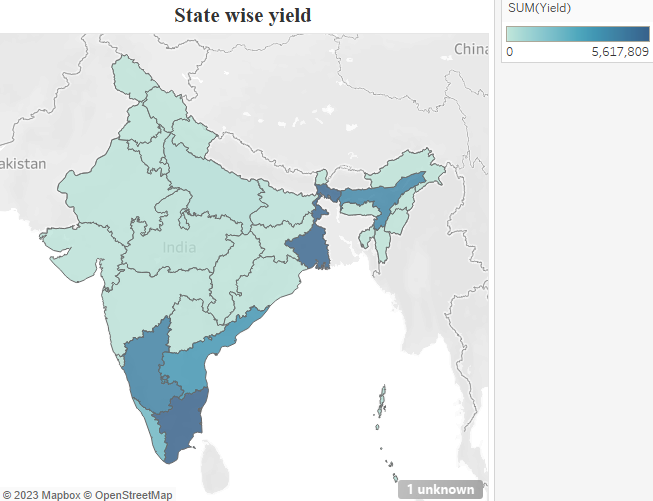 State wise yield
SUM(Yield)
0 5,617,809
China
akistan
India
1 unknown
© 2023 Mapbox © OpenStreetMap